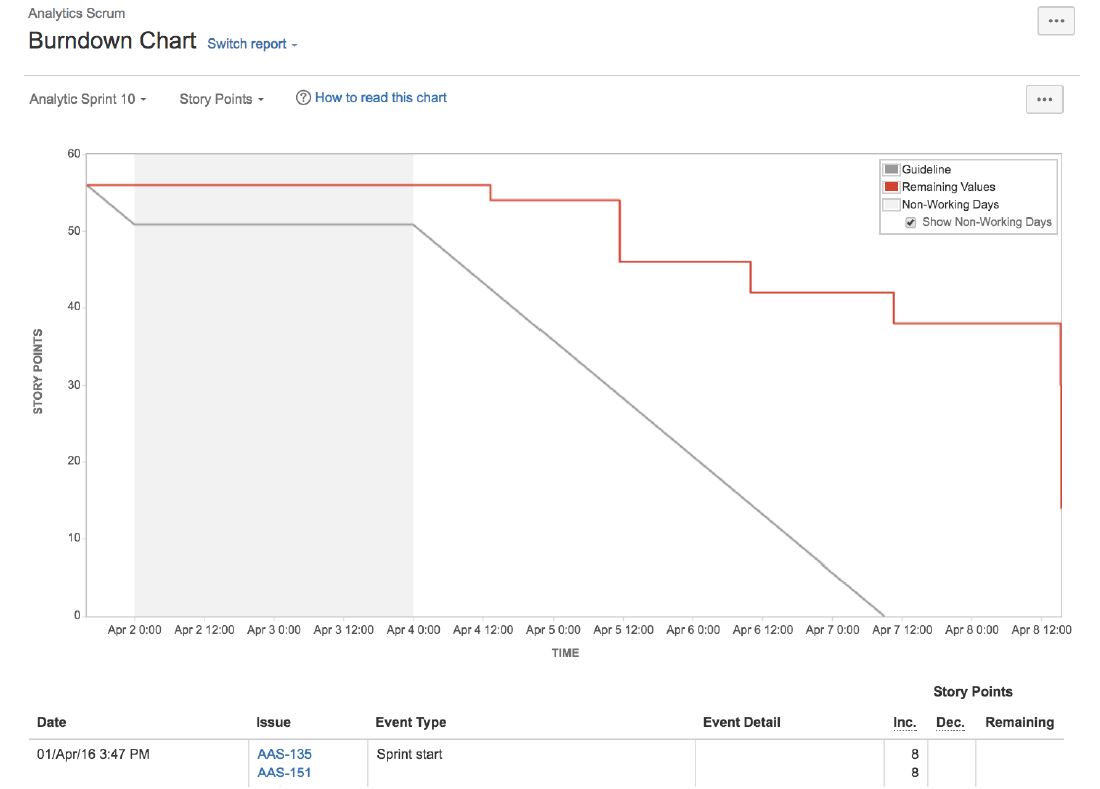 Analytics Scrum
Burndown Chart Switch report
Analytic Sprint 10 Story Points ? How to read this chart
60
50
40
30
20
10
0
STORY POINTS
Guideline
Remaining Values
Non-Working Days
Show Non-Working Days
Apr 2 0:00 Apr 2 12:00 Apr 3 0:00 Apr 3 12:00 Apr 4 0:00 Apr 4 12:00 Apr 5 0:00 Apr 5 12:00 Apr 6 0:00 Apr 6 12:00 Apr 7 0:00 Apr 7 12:00 Apr 8 0:00 Apr 8 12:00
TIME
Story Points
Date Issue Event Type Event Detail Inc. Dec. Remaining
01/Apr/16 3:47 PM AAS-135 Sprint start 8
AAS-151 8